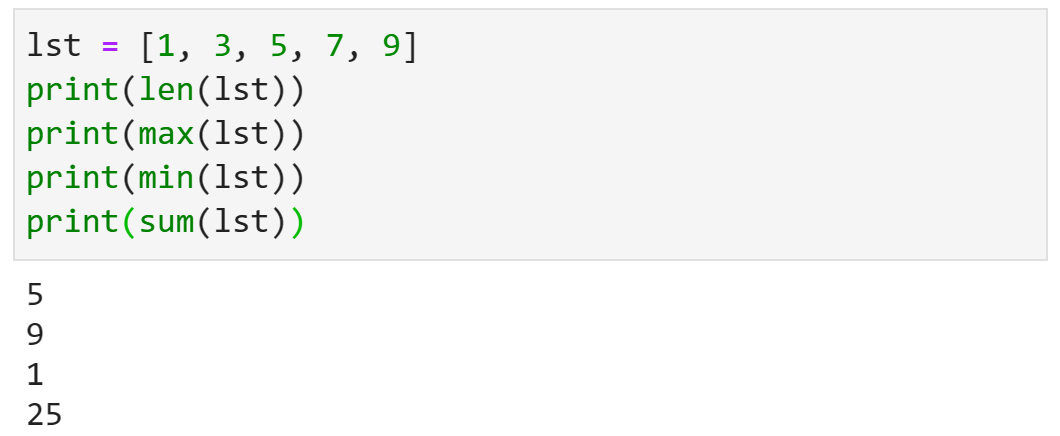 lst = [1, 3, 5, 7, 9]
print(len(lst))
print(max(lst))
print(min(lst))
print(sum(lst))
5
9
1
25